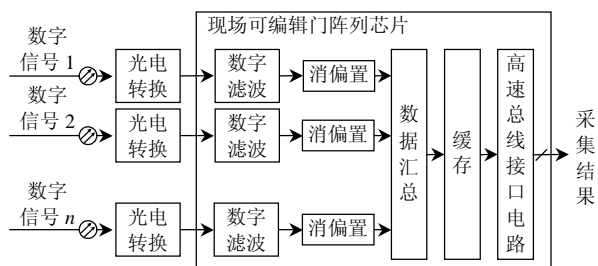 现场可编辑门阵列芯片
数字
信号 1
光电
转换
数字
滤波
消偏置
数字
信号 2
光电
转换
数字
滤波
消偏置
数字
信号 n
光电
转换
数字
滤波
消偏置
数据汇总
缓存
高速总线接口电路
采集结果